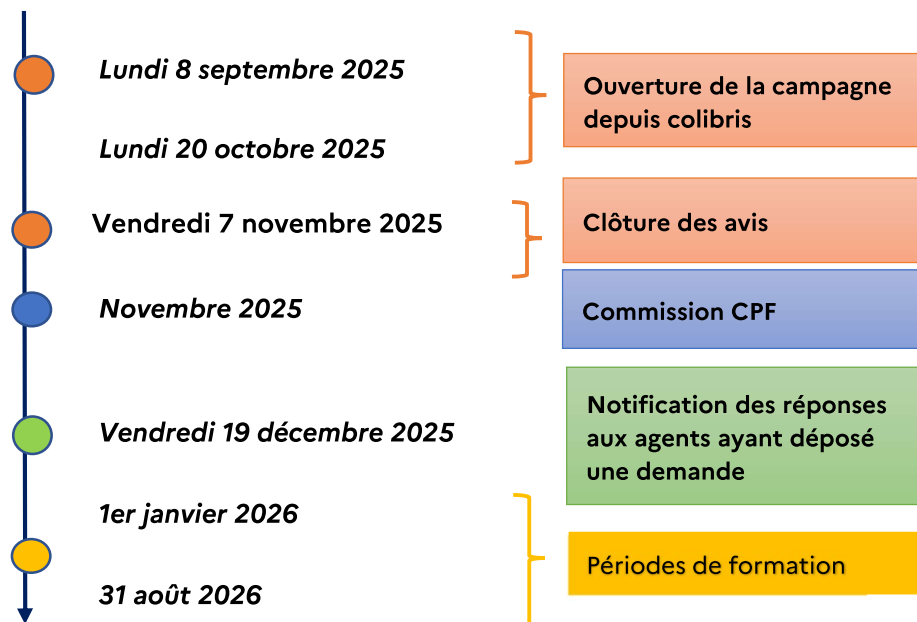 Lundi 8 septembre 2025
Lundi 20 octobre 2025
Ouverture de la campagne
depuis colibris
Vendredi 7 novembre 2025
Clôture des avis
Novembre 2025
Commission CPF
Vendredi 19 décembre 2025
Notification des réponses
aux agents ayant déposé
une demande
1er janvier 2026
31 août 2026
Périodes de formation